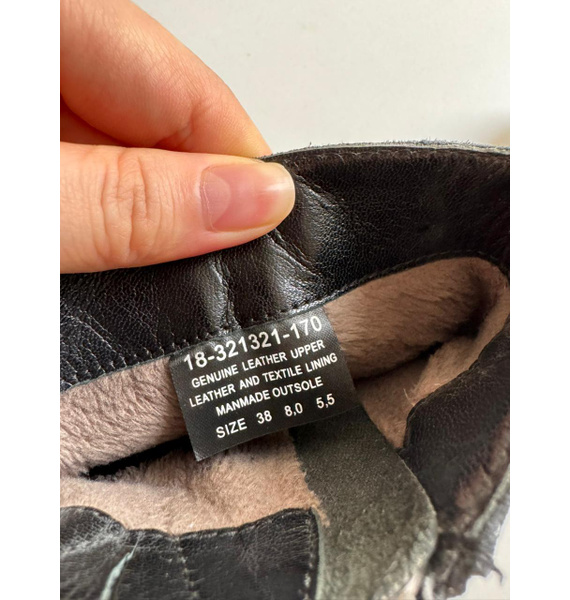 18-321321-170
GENUINE LEATHER UPPER
LEATHER AND TEXTILE LINING
MANMADE OUTSOLE
SIZE 38 8,0 5,5